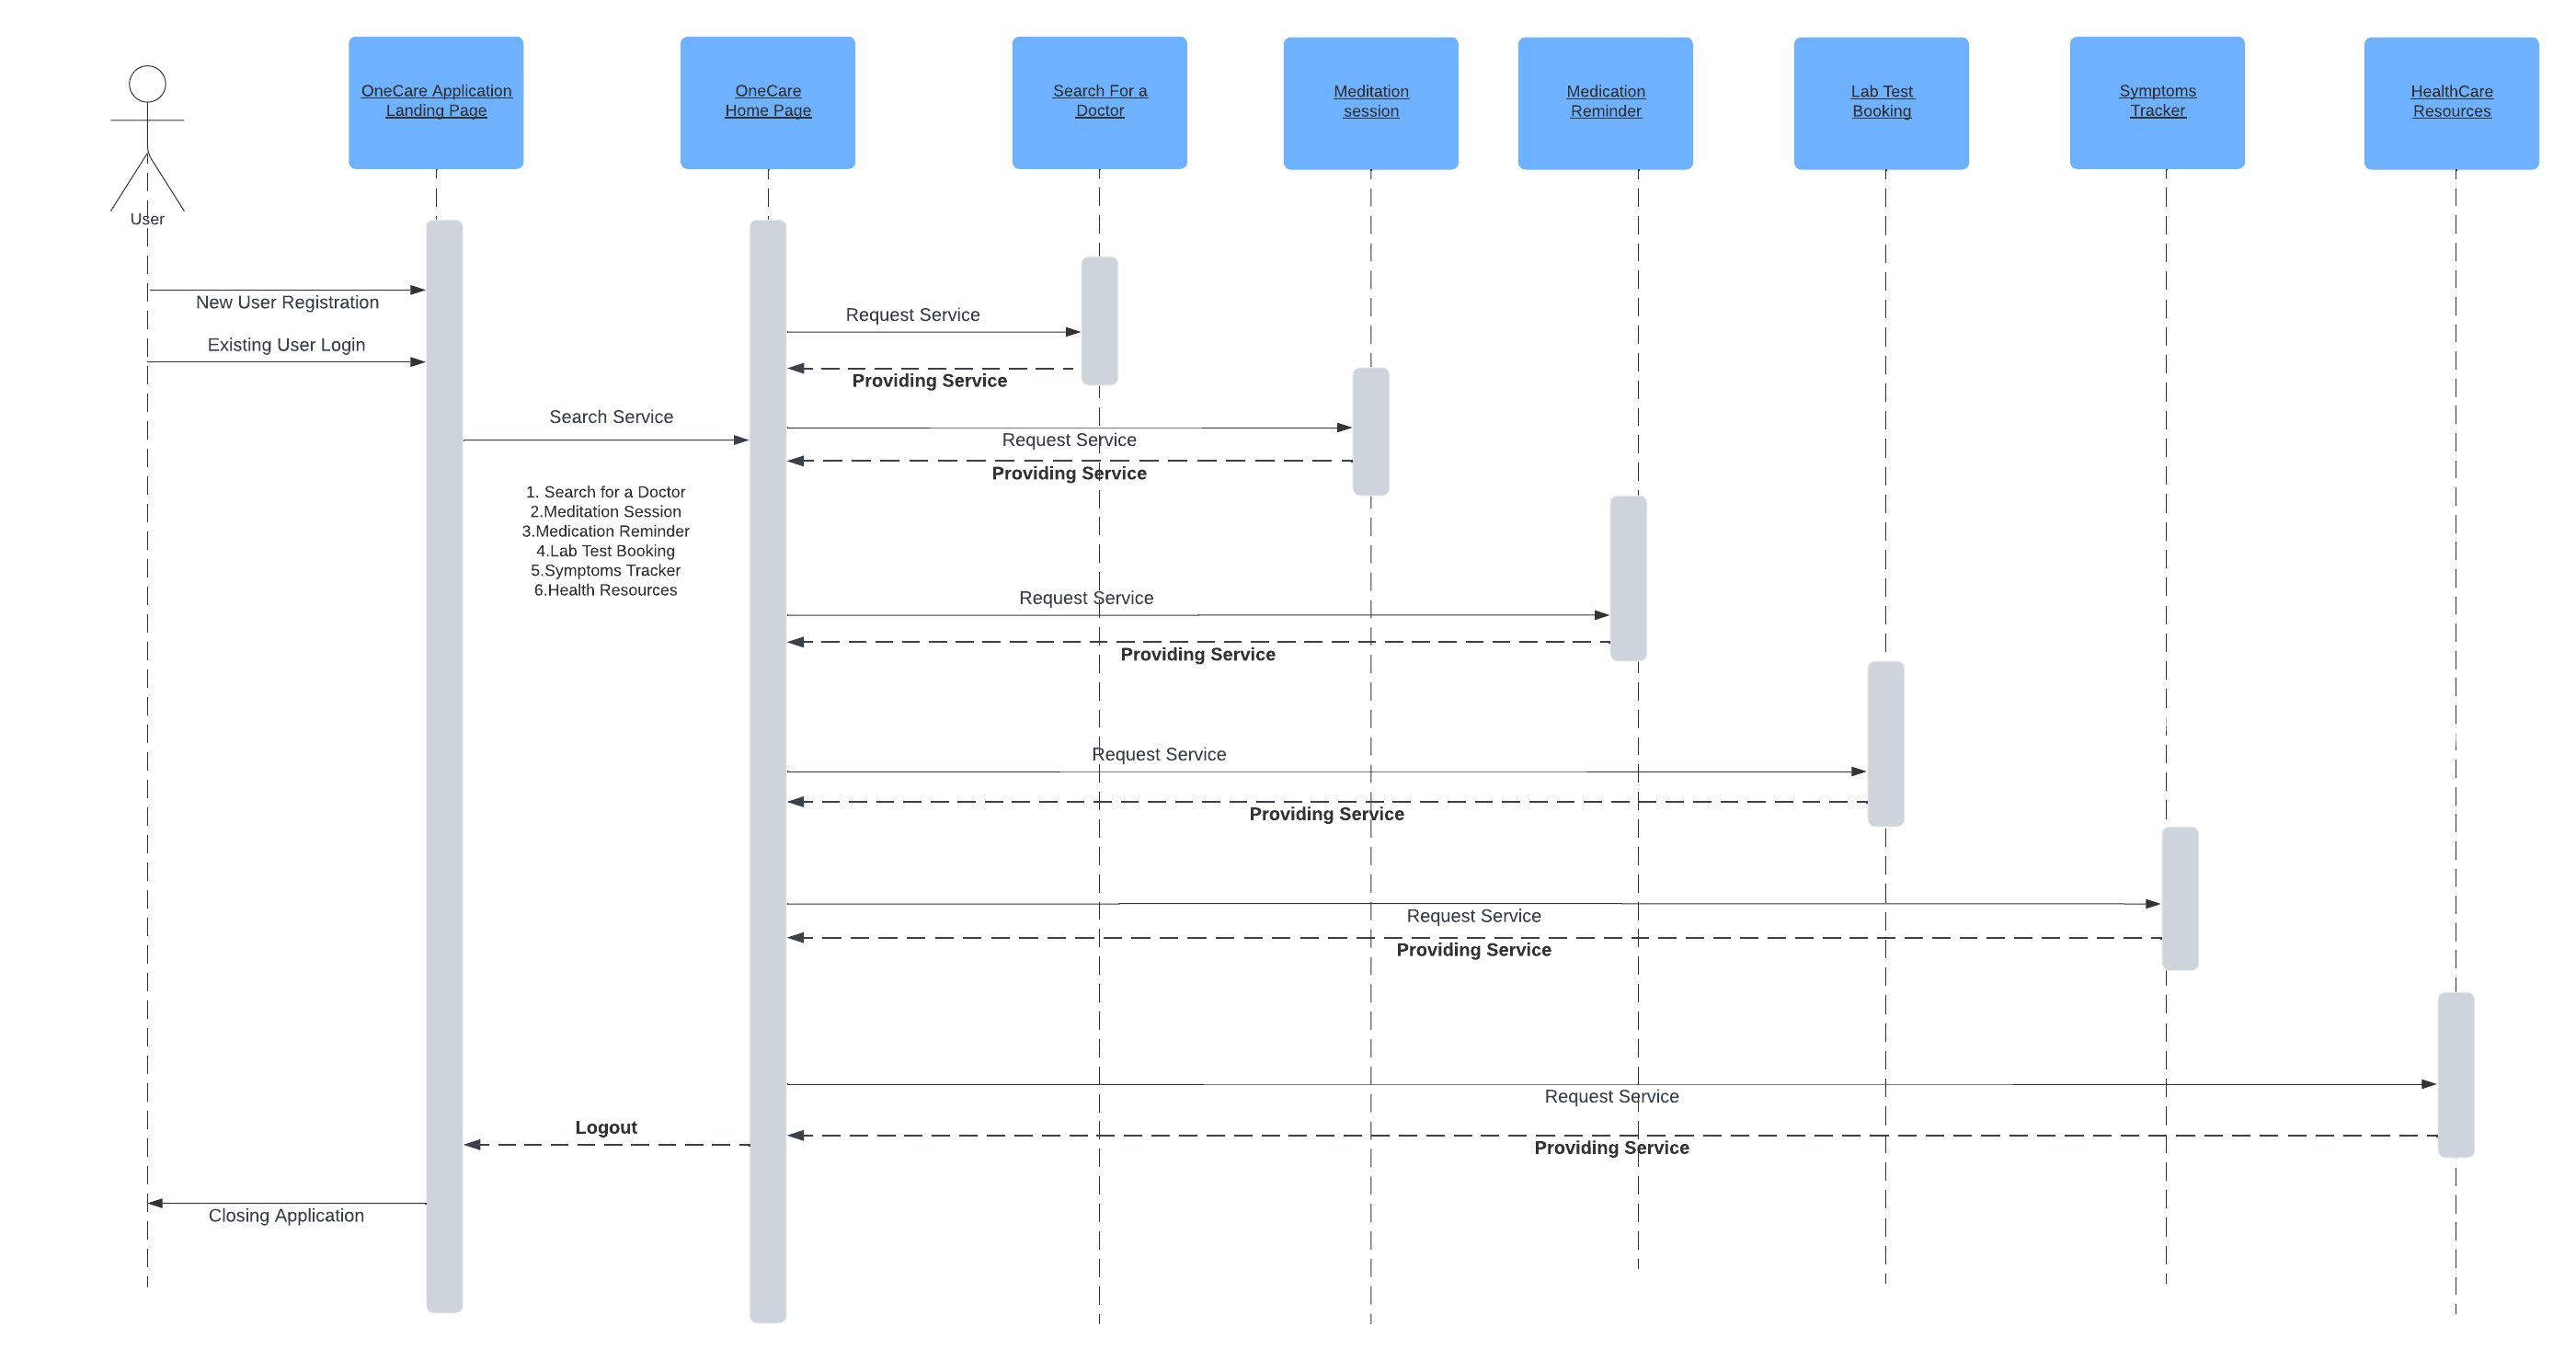 OneCare Application
Landing Page
OneCare
Home Page
Search For a
Doctor
Meditation
session
Medication
Reminder
Lab Test
Booking
Symptoms
Tracker
HealthCare
Resources
User
New User Registration
Request Service
Existing User Login
Providing Service
Search Service
Request Service
Providing Service
1. Search for a Doctor
2.Meditation Session
3.Medication Reminder
4.Lab Test Booking
5.Symptoms Tracker
6.Health Resources
Request Service
Providing Service
Request Service
Providing Service
Request Service
Providing Service
Request Service
Logout
Providing Service
Closing Application